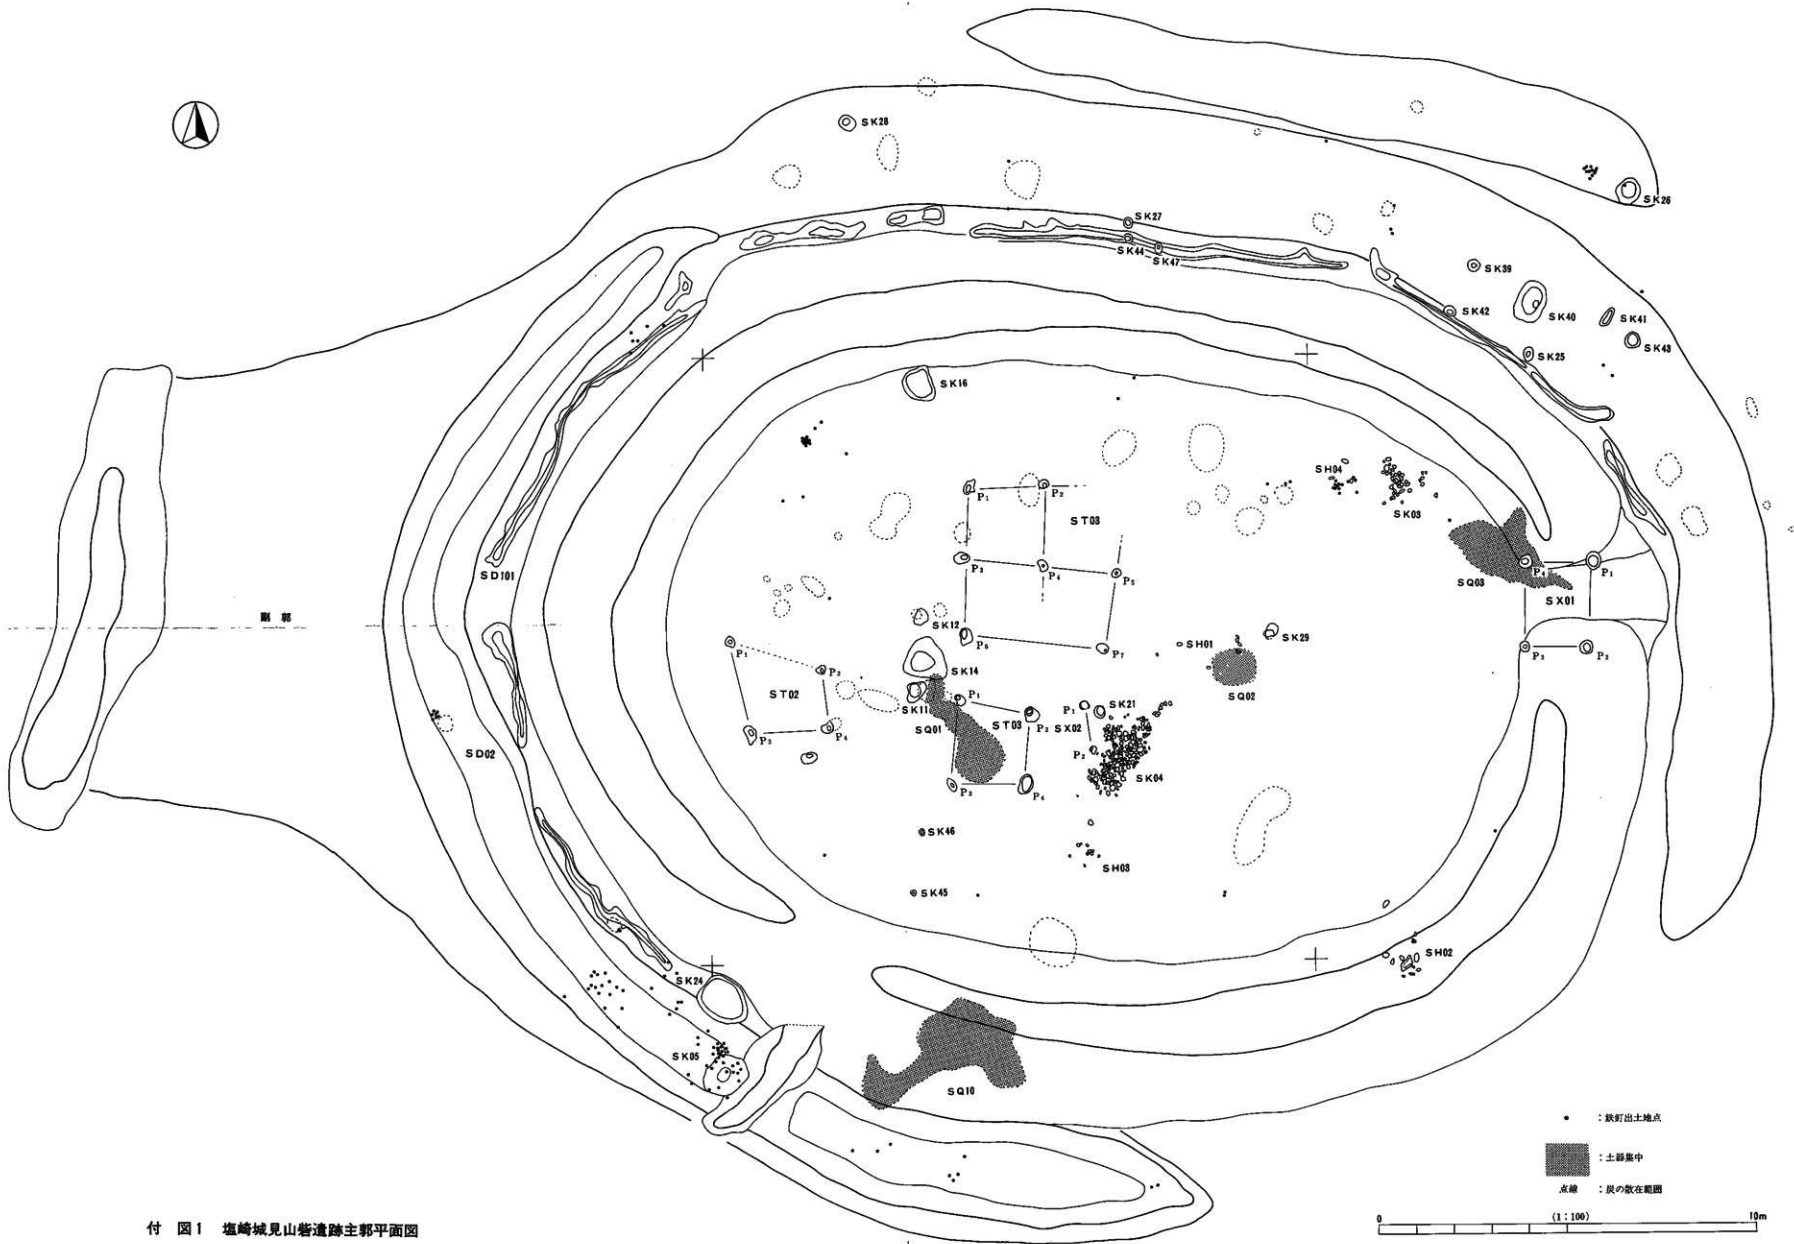 SK28
SK26
SK27
SK44
SK47
SK39
SK42
SK40
SK41
SK43
SK25
SK16
SH04
SK03
P₁
P₂
ST03
P₃
P₄
P₅
SQ03
P₄
P₁
SX01
SD101
副郭
SK12
P₆
P₇
SH01
SK29
P₁
P₂
SK14
P₃
P₂
SQ02
ST02
SK11
P₁
P₁
SK21
SQ01
ST03
P₂
SX02
P₃
P₄
P₂
SD02
P₃
P₄
SK04
SK46
SH03
SK45
SH02
SK24
SK05
SQ10
：鉄釘出土地点
：土器集中
点線 ：炭の散在範囲
0 (1：100) 10m
付 図1 塩崎城見山砦遺跡主郭平面図